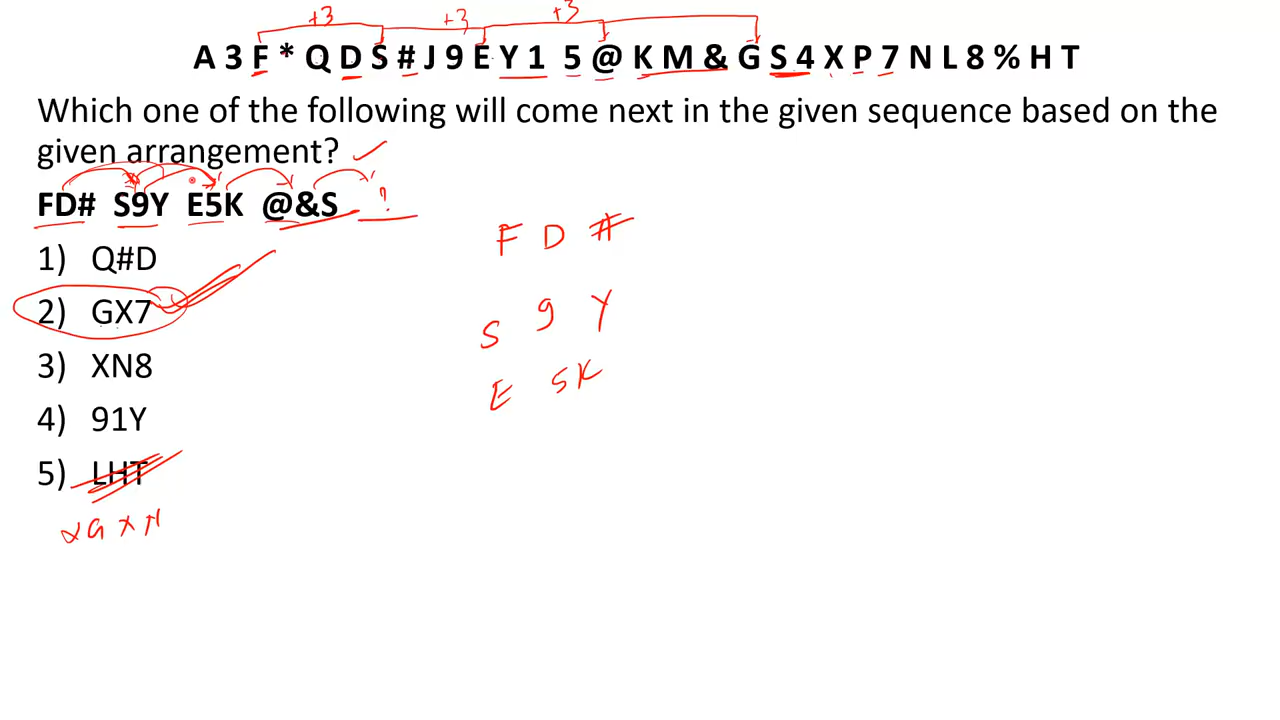 +3 +3 +3
A 3 F * Q D S # J 9 E Y 1 5 @ K M & G S 4 X P 7 N L 8 % H T
Which one of the following will come next in the given sequence based on the
given arrangement?
FD# S9Y E5K @&S ?
1) Q#D
2) GX7
3) XN8
4) 91Y
5) LHT
F D #
S 9 Y
E 5K
G X